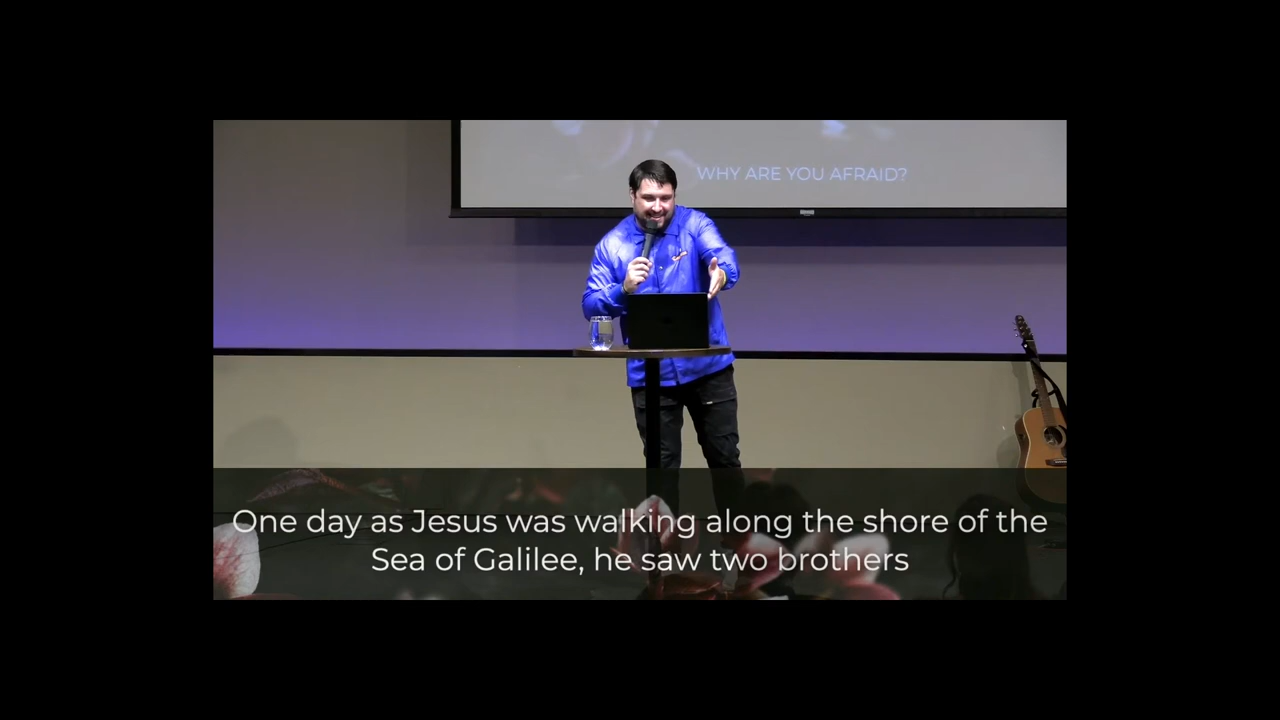 WHY ARE YOU AFRAID?
One day as Jesus was walking along the shore of the
Sea of Galilee, he saw two brothers